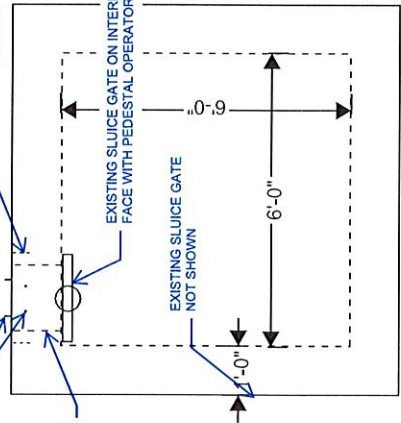 EXISTING SLUICE GATE ON INTER
FACE WITH PEDESTAL OPERATOR
6'-0"
EXISTING SLUICE GATE
NOT SHOWN
6'-0"
1'-0"